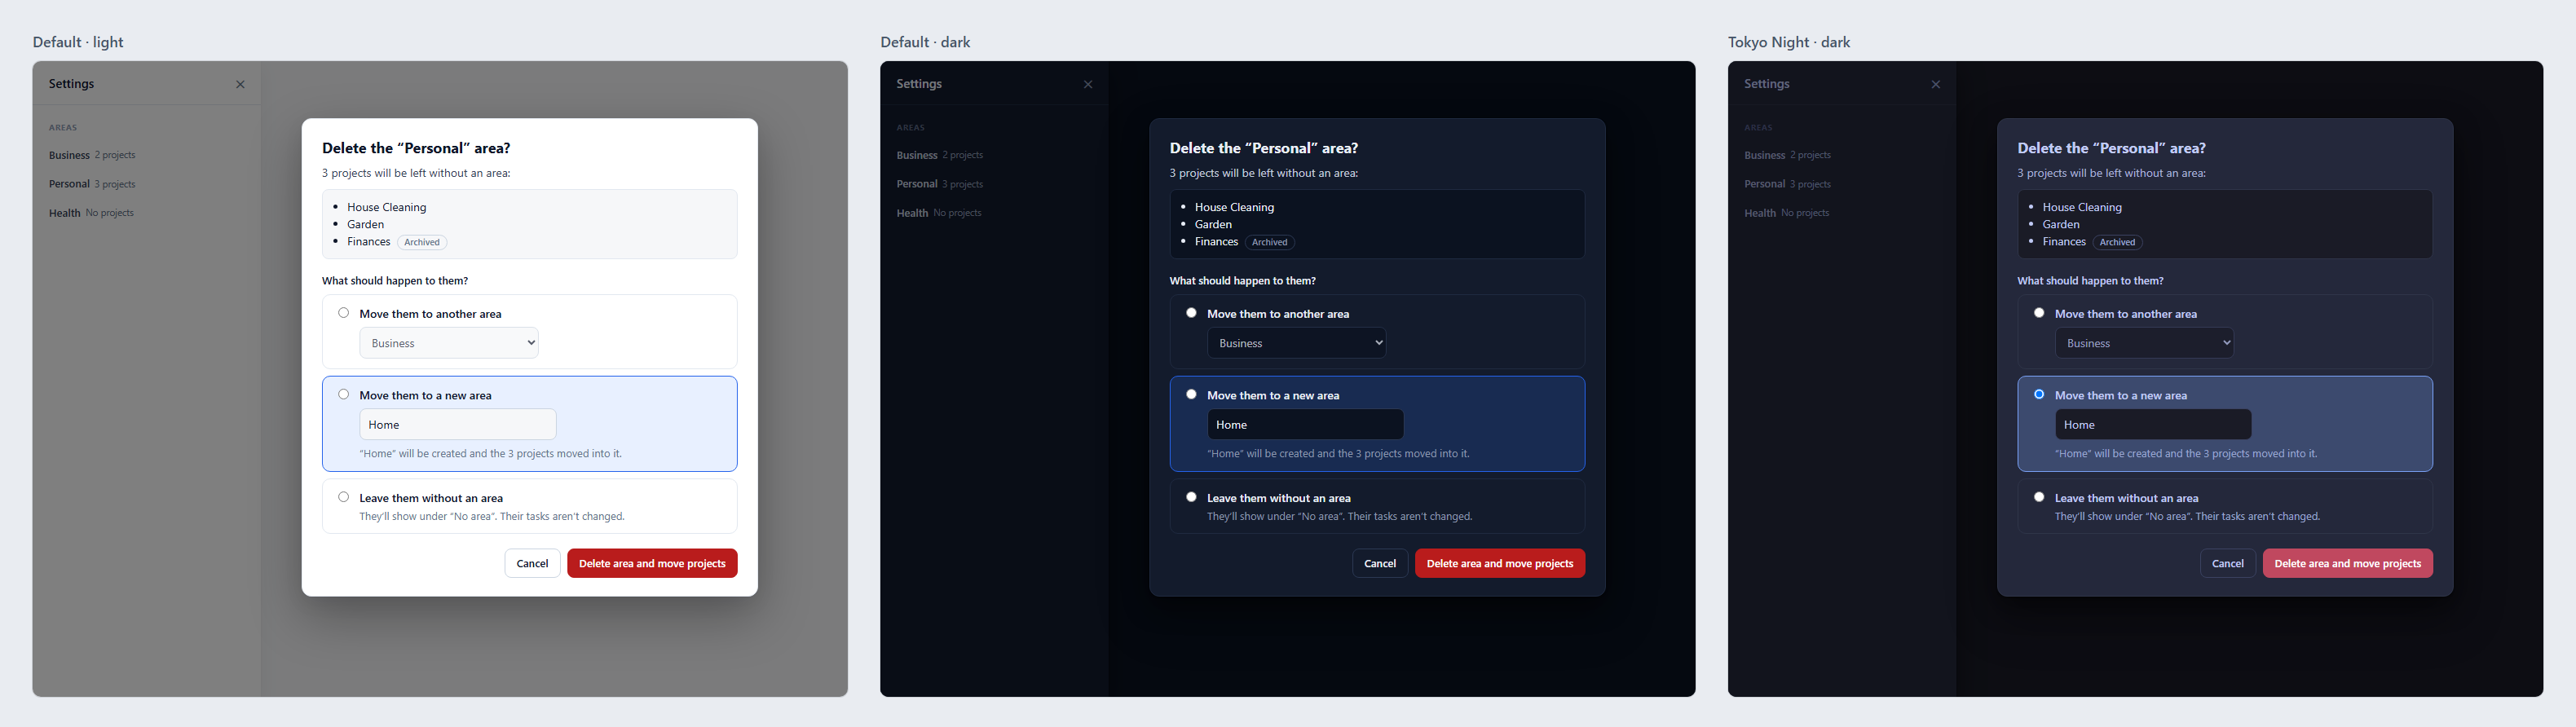 Default · light
Settings
AREAS
Business 2 projects
Personal 3 projects
Health No projects
Delete the “Personal” area?
3 projects will be left without an area:
House Cleaning
Garden
Finances Archived
What should happen to them?
Move them to another area
Business
Move them to a new area
Home
“Home” will be created and the 3 projects moved into it.
Leave them without an area
They'll show under “No area”. Their tasks aren't changed.
Cancel Delete area and move projects
Default · dark
Settings
AREAS
Business 2 projects
Personal 3 projects
Health No projects
Delete the “Personal” area?
3 projects will be left without an area:
House Cleaning
Garden
Finances Archived
What should happen to them?
Move them to another area
Business
Move them to a new area
Home
“Home” will be created and the 3 projects moved into it.
Leave them without an area
They'll show under “No area”. Their tasks aren't changed.
Cancel Delete area and move projects
Tokyo Night · dark
Settings
AREAS
Business 2 projects
Personal 3 projects
Health No projects
Delete the “Personal” area?
3 projects will be left without an area:
House Cleaning
Garden
Finances Archived
What should happen to them?
Move them to another area
Business
Move them to a new area
Home
“Home” will be created and the 3 projects moved into it.
Leave them without an area
They'll show under “No area”. Their tasks aren't changed.
Cancel Delete area and move projects